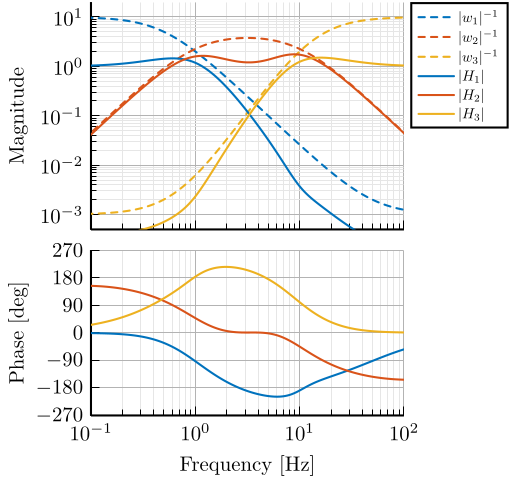 Magnitude
10¹
10⁰
10⁻¹
10⁻²
10⁻³
|w₁|⁻¹
|w₂|⁻¹
|w₃|⁻¹
|H₁|
|H₂|
|H₃|
Phase [deg]
270
180
90
0
−90
−180
−270
10⁻¹ 10⁰ 10¹ 10²
Frequency [Hz]